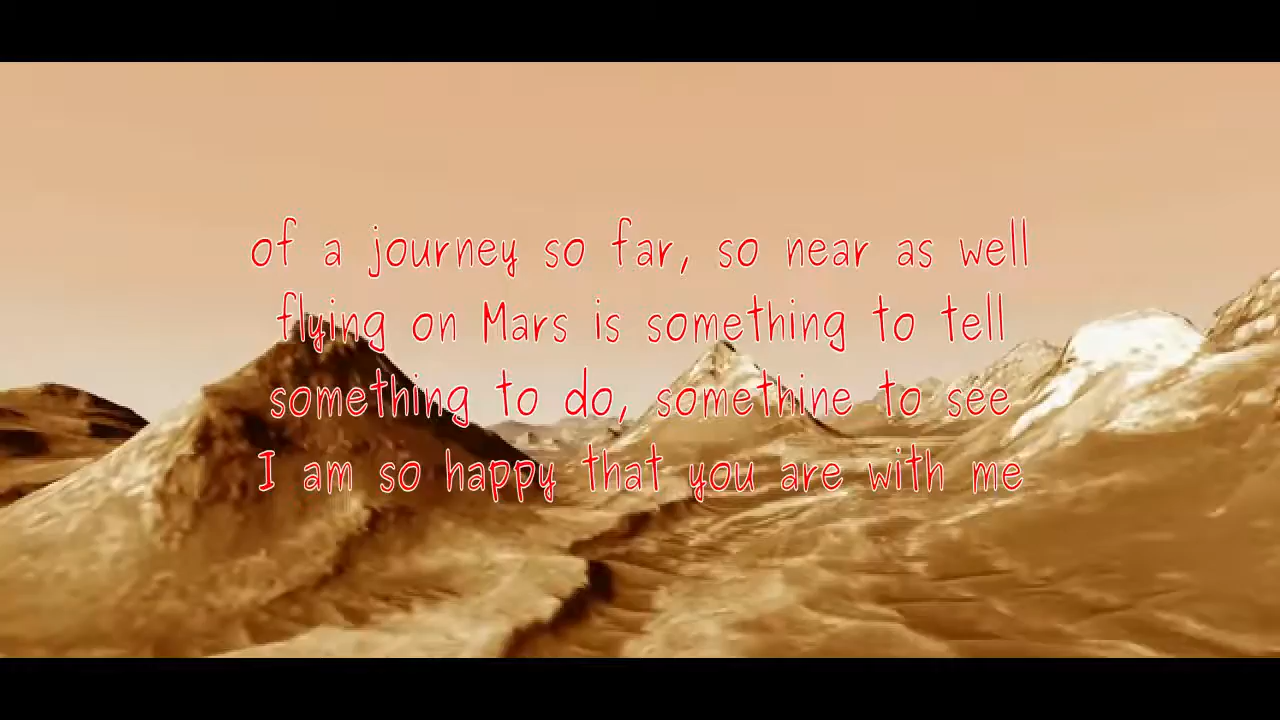 of a journey so far, so near as well
flying on Mars is something to tell
something to do, somethine to see
I am so happy that you are with me